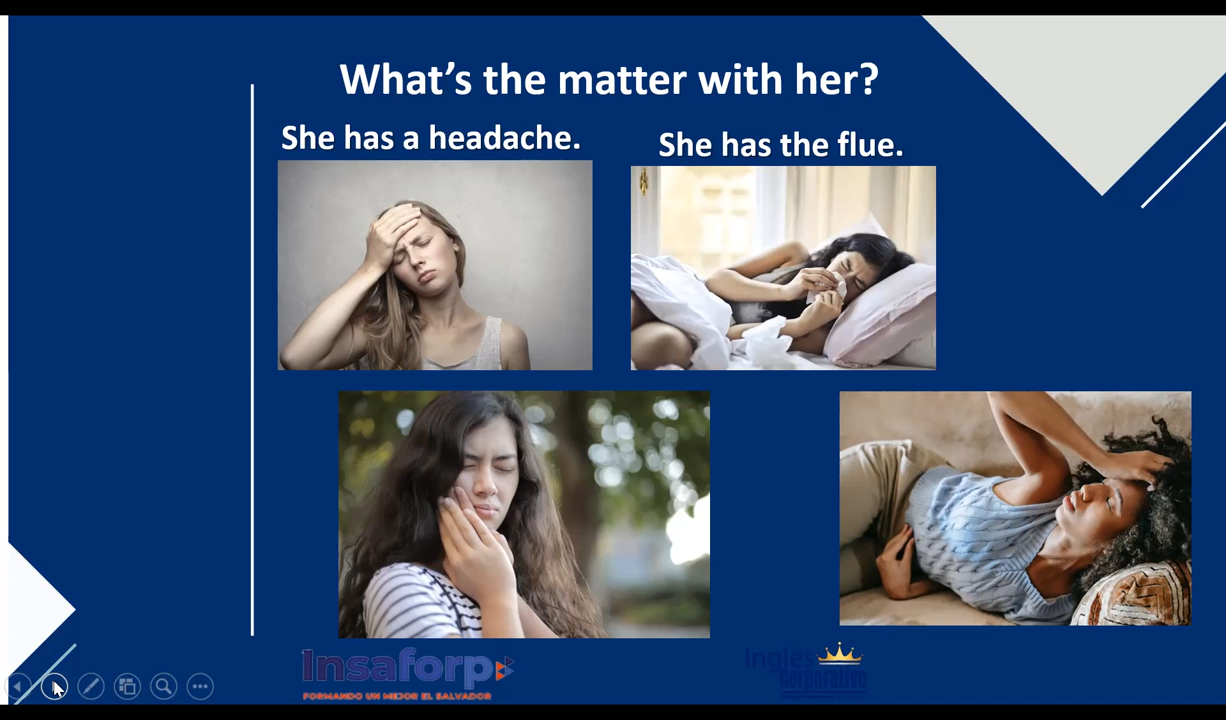 What's the matter with her?
She has a headache.
She has the flue.
Insaforp
FORMANDO UN MEJOR EL SALVADOR
Inglés
Corporativo